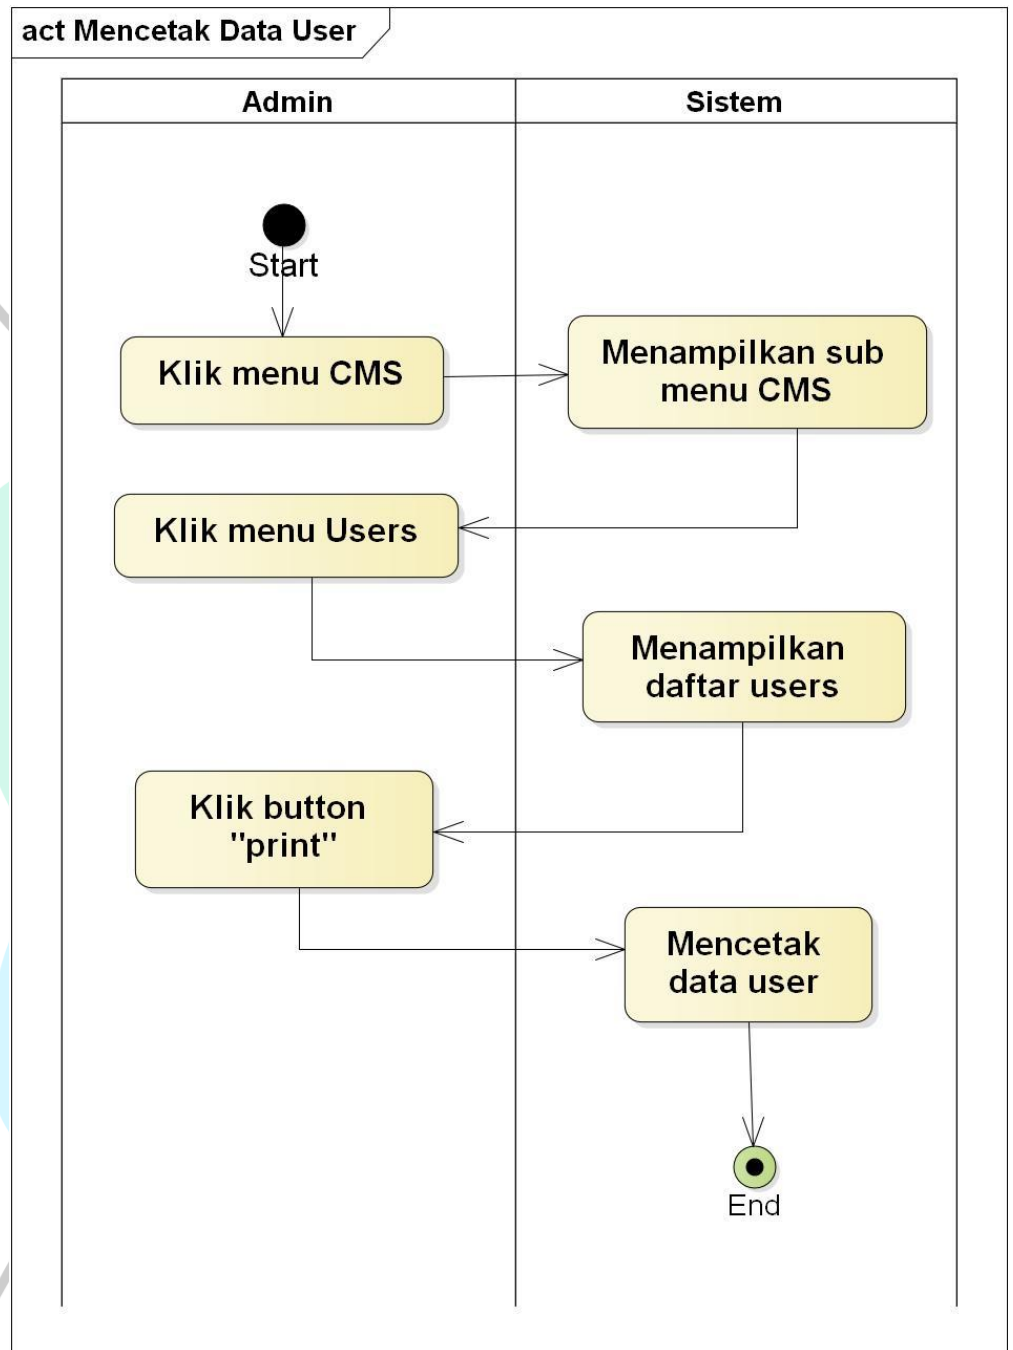 act Mencetak Data User
Admin
Sistem
Start
Klik menu CMS
Menampilkan sub
menu CMS
Klik menu Users
Menampilkan
daftar users
Klik button
"print"
Mencetak
data user
End